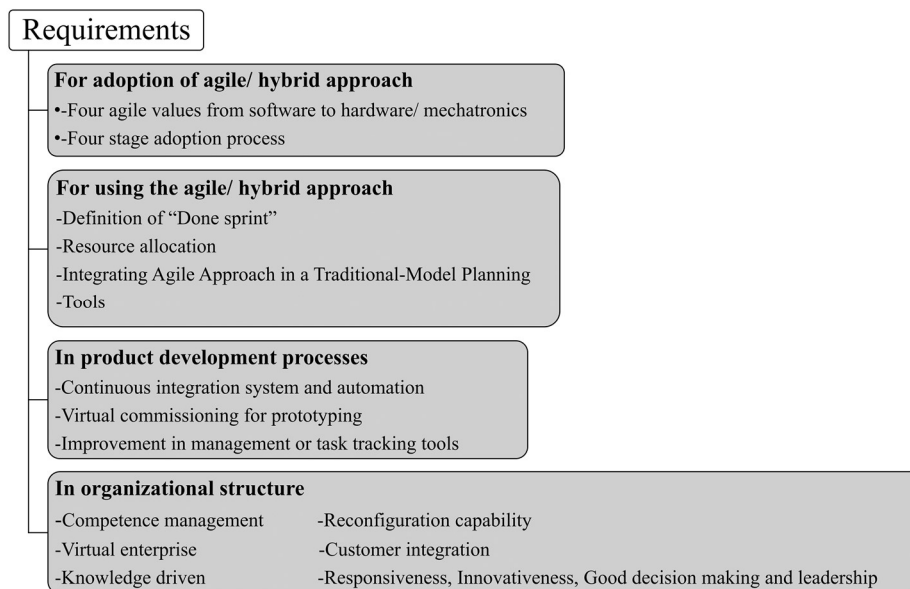 Requirements
For adoption of agile/ hybrid approach
•-Four agile values from software to hardware/ mechatronics
•-Four stage adoption process
For using the agile/ hybrid approach
-Definition of “Done sprint”
-Resource allocation
-Integrating Agile Approach in a Traditional-Model Planning
-Tools
In product development processes
-Continuous integration system and automation
-Virtual commissioning for prototyping
-Improvement in management or task tracking tools
In organizational structure
-Competence management -Reconfiguration capability
-Virtual enterprise -Customer integration
-Knowledge driven -Responsiveness, Innovativeness, Good decision making and leadership